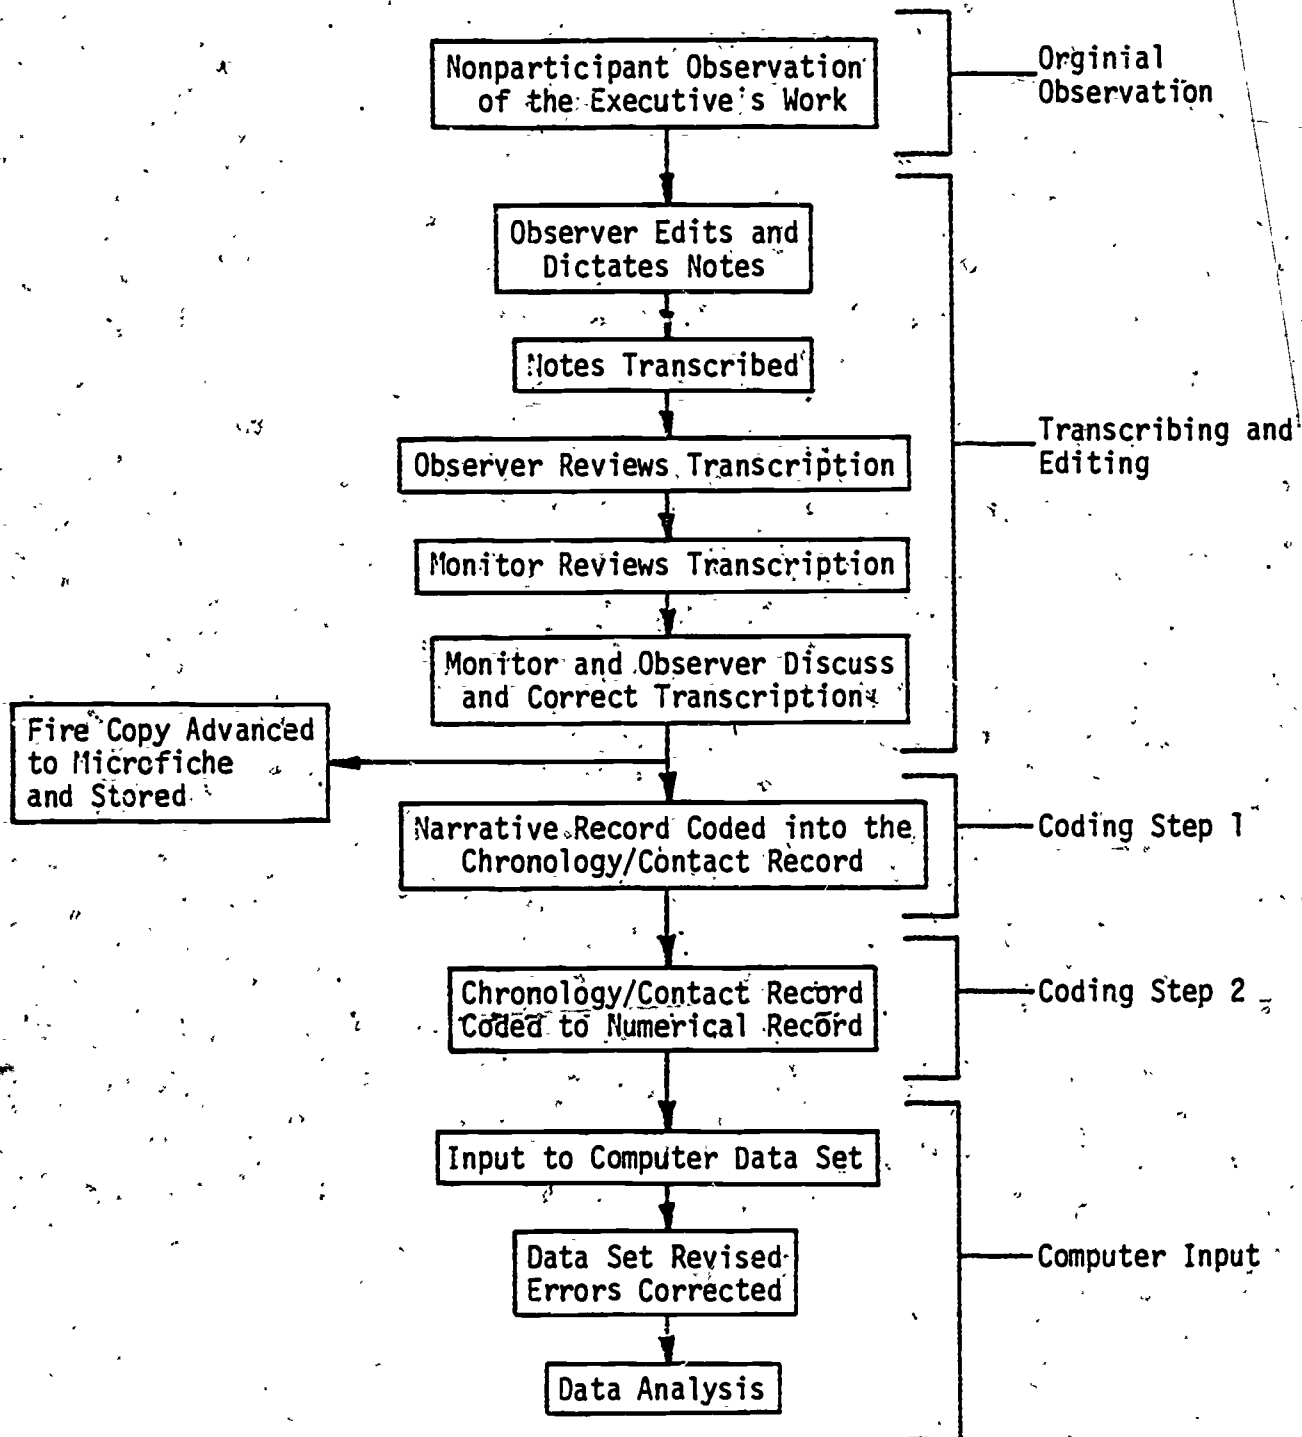 Nonparticipant Observation
of the Executive's Work
Orginial
Observation
Observer Edits and
Dictates Notes
Notes Transcribed
Observer Reviews Transcription
Transcribing and
Editing
Monitor Reviews Transcription
Monitor and Observer Discuss
and Correct Transcription
Fire Copy Advanced
to Microfiche
and Stored
Narrative Record Coded into the
Chronology/Contact Record
Coding Step 1
Chronology/Contact Record
Coded to Numerical Record
Coding Step 2
Input to Computer Data Set
Data Set Revised
Errors Corrected
Computer Input
Data Analysis